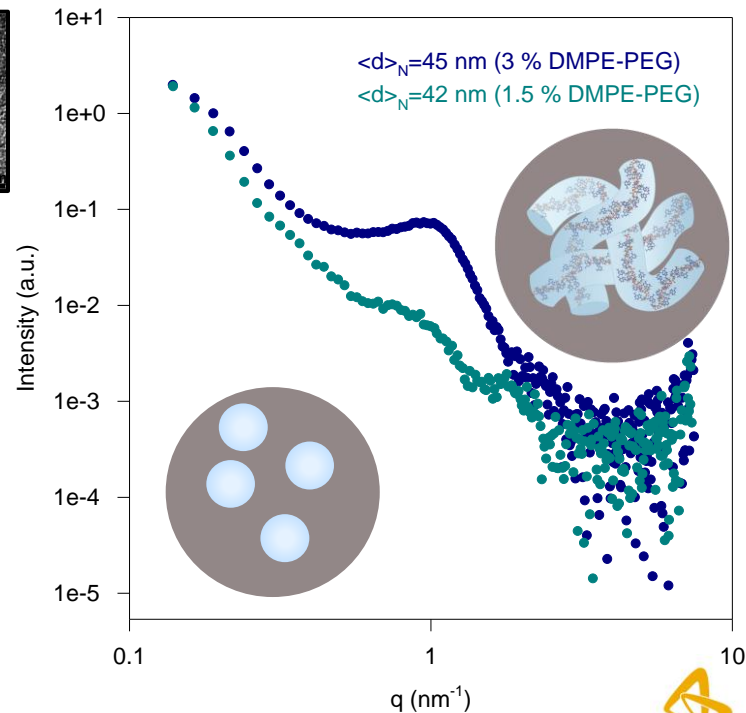 1e+1
<d>N=45 nm (3 % DMPE-PEG)
<d>N=42 nm (1.5 % DMPE-PEG)
1e+0
1e-1
1e-2
Intensity (a.u.)
1e-3
1e-4
1e-5
0.1 1 10
q (nm-1)